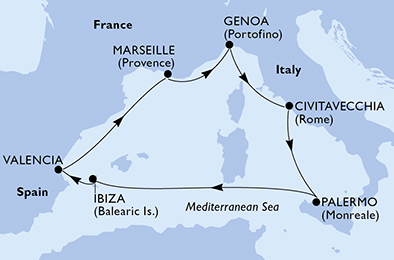 GENOA
(Portofino)
France
MARSEILLE
(Provence)
Italy
CIVITAVECCHIA
(Rome)
VALENCIA
Spain
IBIZA
(Balearic Is.)
Mediterranean Sea
PALERMO
(Monreale)